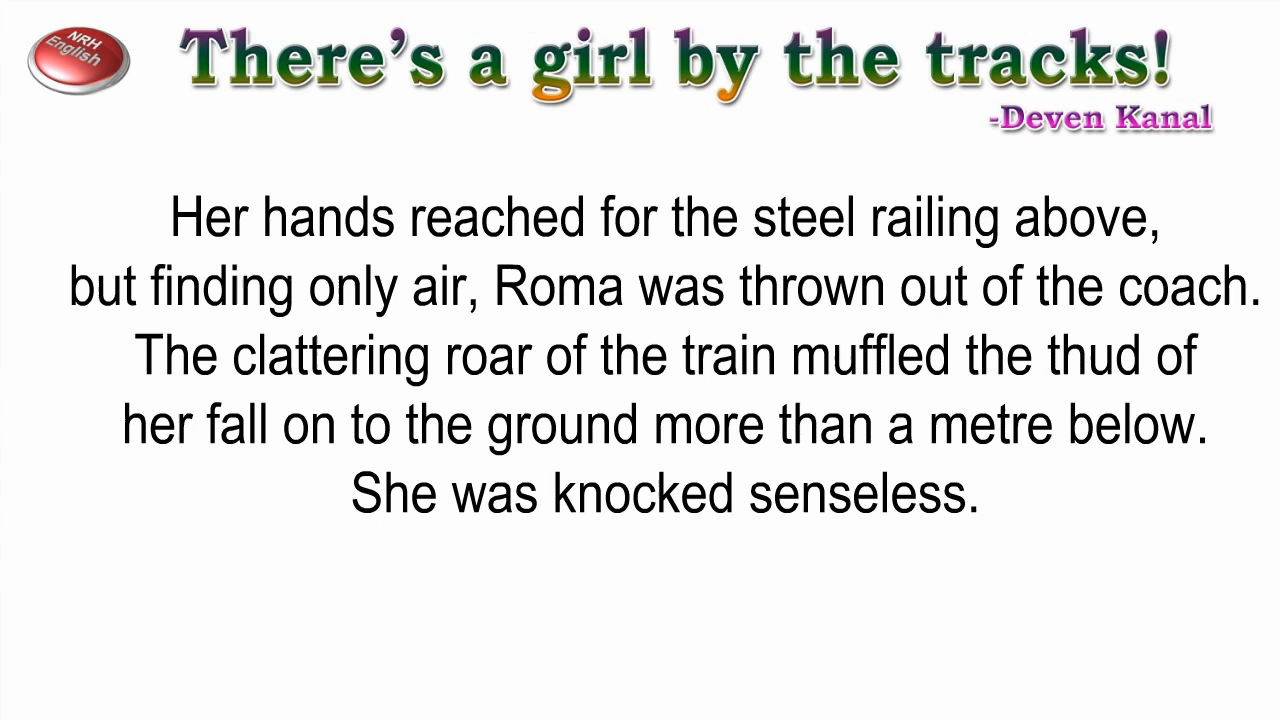 NRH
English
There's a girl by the tracks!
-Deven Kanal
Her hands reached for the steel railing above,
but finding only air, Roma was thrown out of the coach.
The clattering roar of the train muffled the thud of
her fall on to the ground more than a metre below.
She was knocked senseless.